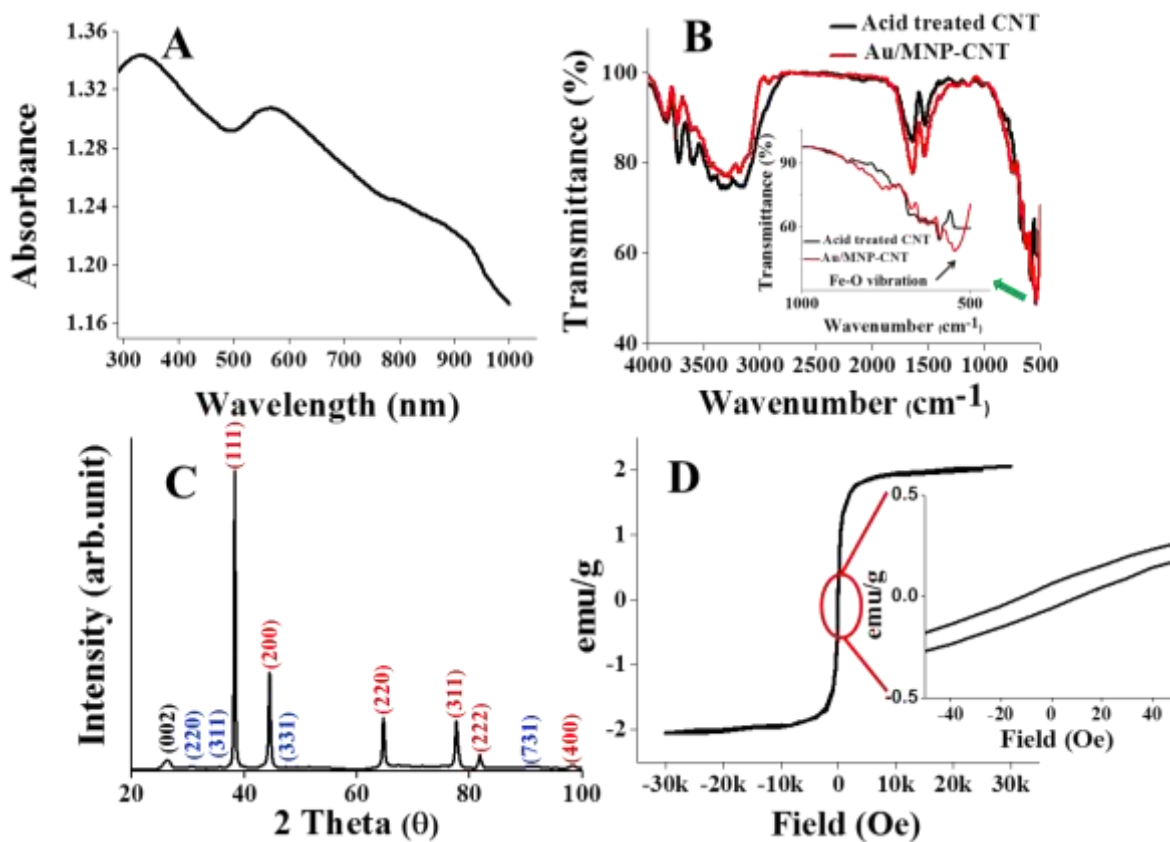 A
1.36
1.32
1.28
1.24
1.20
1.16
Absorbance
300 400 500 600 700 800 900 1000
Wavelength (nm)
B
Acid treated CNT
Au/MNP-CNT
100
80
60
40
Transmittance (%)
4000 3500 3000 2000 1000 500
Wavenumber (cm-1)
90
60
Transmittance (%)
Acid treated CNT
Au/MNP-CNT
Fe-O vibration
1000 500
Wavenumber (cm-1)
C
Intensity (arb.unit)
(002)
(220)
(311)
(111)
(200)
(331)
(220)
(311)
(222)
(731)
(400)
20 40 60 80 100
2 Theta (θ)
D
2
1
0
-1
-2
emu/g
-30k -20k -10k 0 10k 20k 30k
Field (Oe)
0.5
0.0
-0.5
emu/g
-40 -20 0 20 40
Field (Oe)